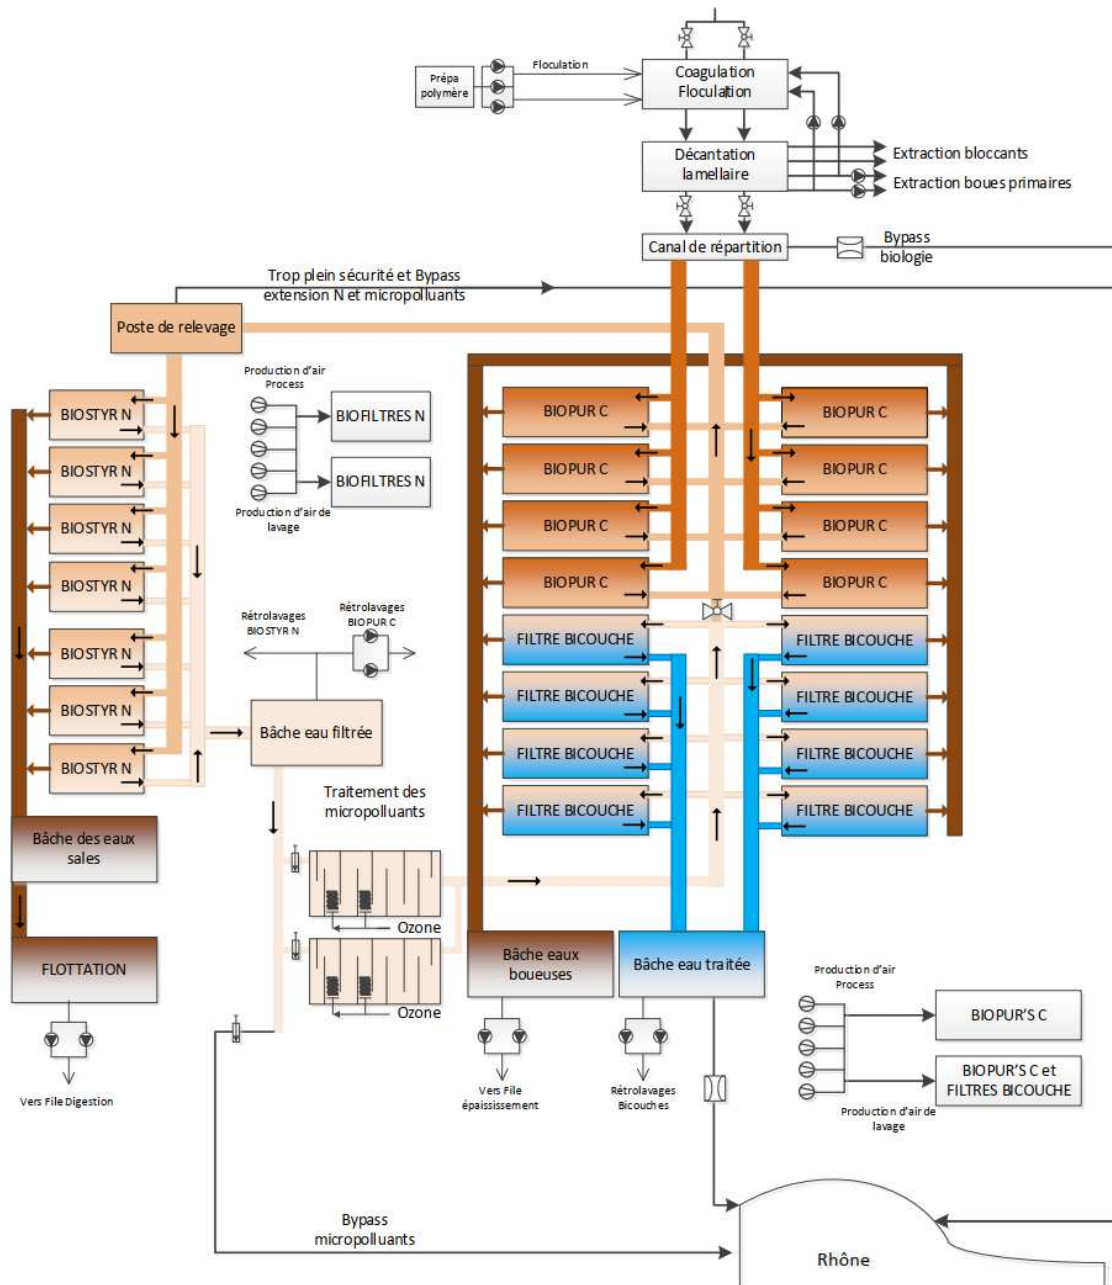 Prépa
polymère
Floculation
Coagulation
Floculation
Décantation
lamellaire
Extraction bloccants
Extraction boues primaires
Canal de répartition
Bypass
biologie
Trop plein sécurité et Bypass
extension N et micropolluants
Poste de relevage
Production d'air
Process
BIOFILTRES N
BIOFILTRES N
Production d'air de
lavage
BIOSTYR N
BIOSTYR N
BIOSTYR N
BIOSTYR N
BIOSTYR N
BIOSTYR N
BIOSTYR N
BIOPUR C
BIOPUR C
BIOPUR C
BIOPUR C
BIOPUR C
BIOPUR C
BIOPUR C
BIOPUR C
FILTRE BICOUCHE
FILTRE BICOUCHE
FILTRE BICOUCHE
FILTRE BICOUCHE
FILTRE BICOUCHE
FILTRE BICOUCHE
FILTRE BICOUCHE
FILTRE BICOUCHE
Rétrolavages
BIOSTYR N
Rétrolavages
BIOPUR C
Bâche eau filtrée
Traitement des
micropolluants
Ozone
Ozone
Bâche des eaux
sales
FLOTTATION
Vers File Digestion
Bâche eaux
boueuses
Bâche eau traitée
Vers File
épaississement
Rétrolavages
Bicouches
Production d'air
Process
BIOPUR'S C
BIOPUR'S C et
FILTRES BICOUCHE
Production d'air de
lavage
Bypass
micropolluants
Rhône